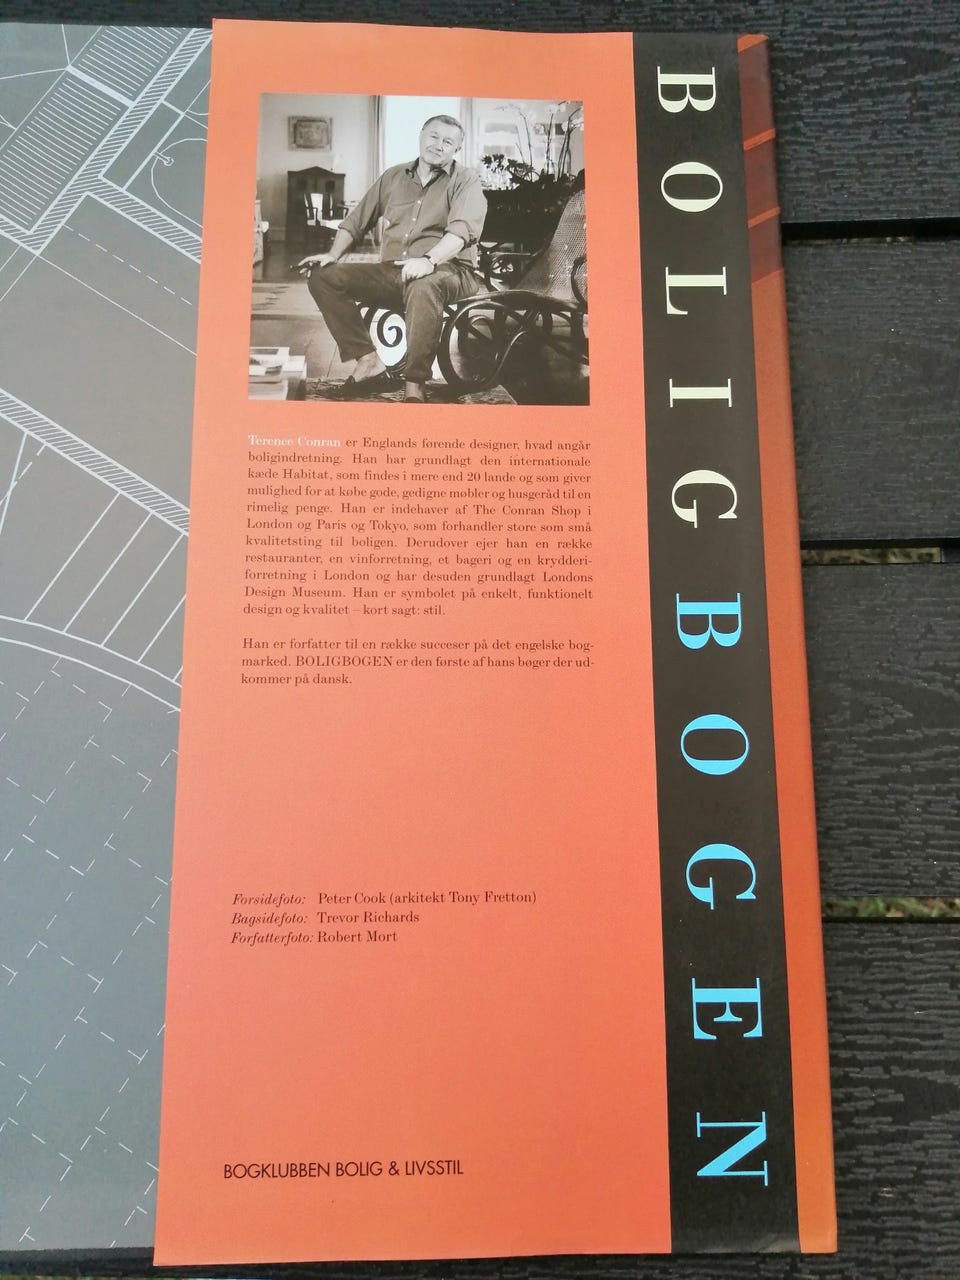 Terence Conran er Englands førende designer, hvad angår
boligindretning. Han har grundlagt den internationale
kæde Habitat, som findes i mere end 20 lande og som giver
mulighed for at købe gode, gedigne møbler og husgeråd til en
rimelig penge. Han er indehaver af The Conran Shop i
London og Paris og Tokyo, som forhandler store som små
kvalitetsting til boligen. Derudover ejer han en række
restauranter, en vinforretning, et bageri og en krydderi-
forretning i London og har desuden grundlagt Londons
Design Museum. Han er symbolet på enkelt, funktionelt
design og kvalitet – kort sagt: stil.
Han er forfatter til en række succeser på det engelske bog-
marked. BOLIGBOGEN er den første af hans bøger der ud-
kommer på dansk.
Forsidefoto: Peter Cook (arkitekt Tony Fretton)
Bagsidefoto: Trevor Richards
Forfatterfoto: Robert Mort
BOGKLUBBEN BOLIG & LIVSSTIL
BOLIGBOGEN